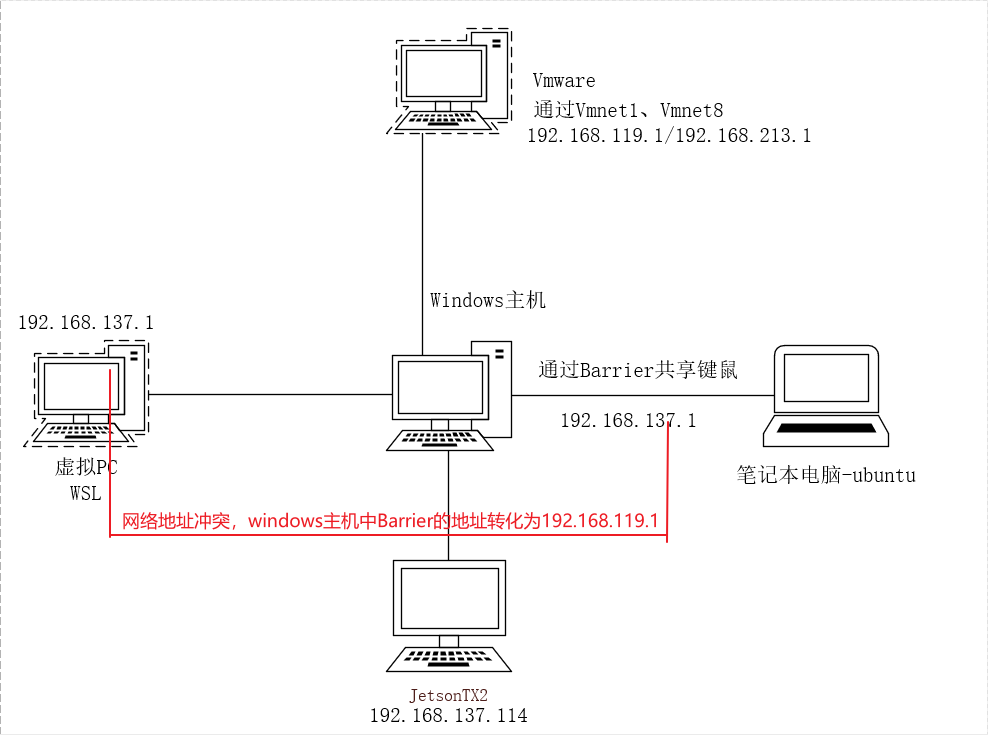 Vmware
通过Vmnet1、Vmnet8
192.168.119.1/192.168.213.1
Windows主机
192.168.137.1
通过Barrier共享键鼠
192.168.137.1
虚拟PC
WSL
笔记本电脑-ubuntu
网络地址冲突，windows主机中Barrier的地址转化为192.168.119.1
JetsonTX2
192.168.137.114